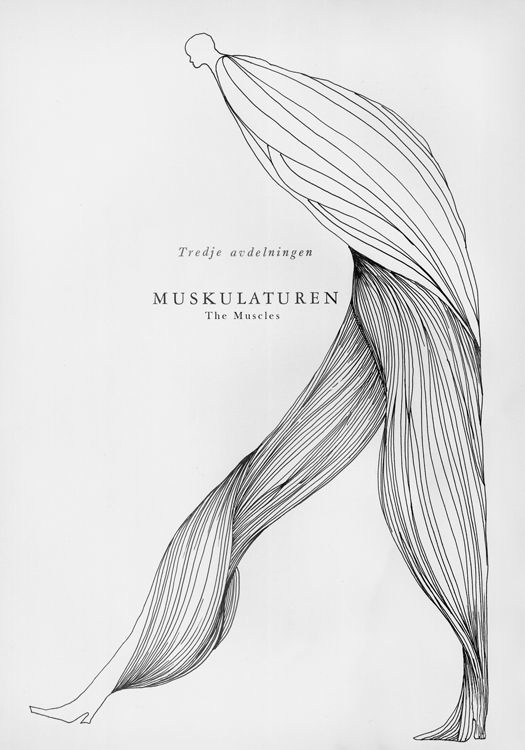 Tredje avdelningen
MUSKULATUREN
The Muscles